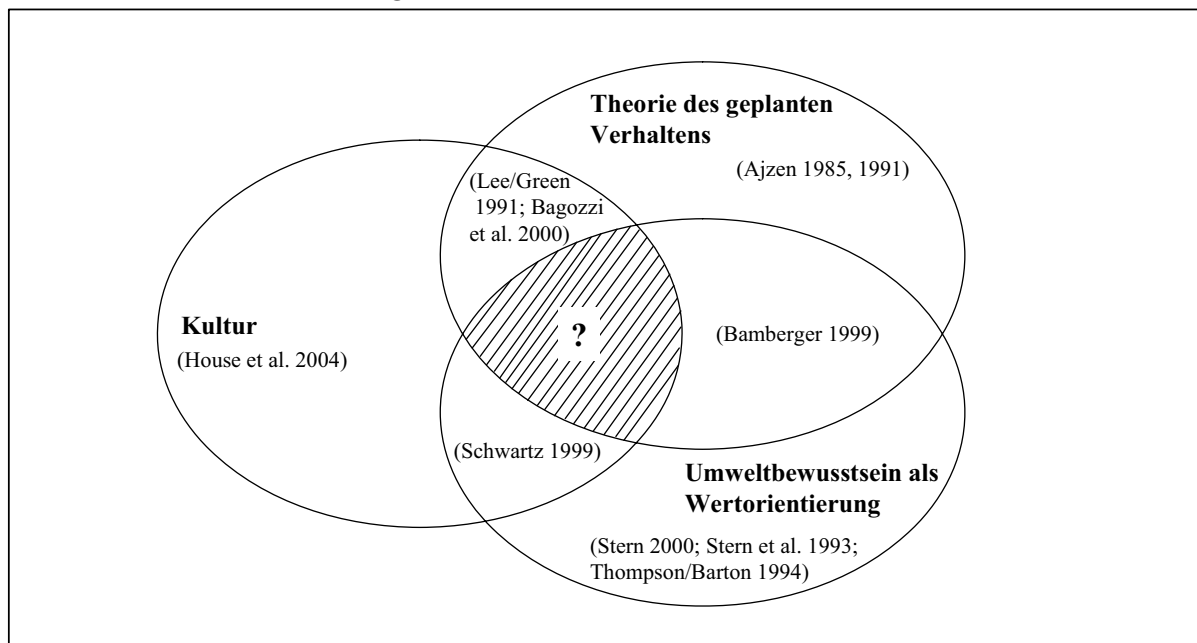 Theorie des geplanten
Verhaltens
(Ajzen 1985, 1991)
(Lee/Green
1991; Bagozzi
et al. 2000)
Kultur
(House et al. 2004)
?
(Bamberger 1999)
(Schwartz 1999)
Umweltbewusstsein als
Wertorientierung
(Stern 2000; Stern et al. 1993;
Thompson/Barton 1994)